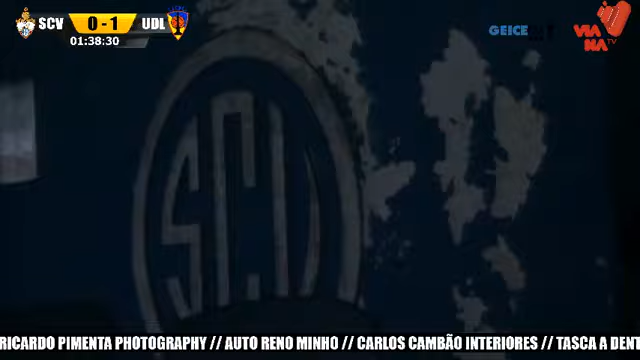 SCV 0-1 UDL
01:38:30
GEICE
VIANA TV
SCV
RICARDO PIMENTA PHOTOGRAPHY // AUTO RENO MINHO // CARLOS CAMBÃO INTERIORES // TASCA A DENT